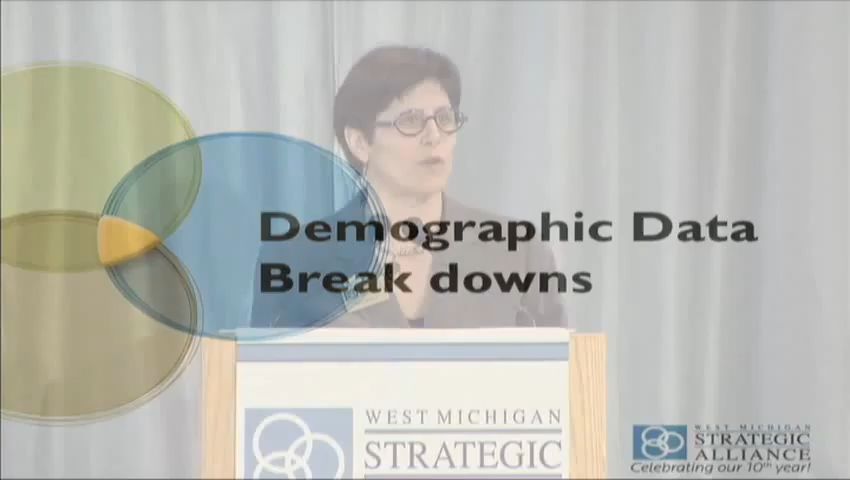 Demographic Data
Break downs
WEST MICHIGAN
STRATEGIC
WEST MICHIGAN
STRATEGIC
ALLIANCE
Celebrating our 10th year!